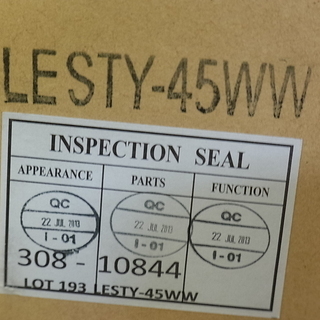 LESTY-45WW
INSPECTION SEAL
APPEARANCE PARTS FUNCTION
QC QC QC
22 JUL 2013 22 JUL 2013 22 JUL 2013
I-01 I-01 I-01
308 - 10844
LOT 193 LESTY-45WW